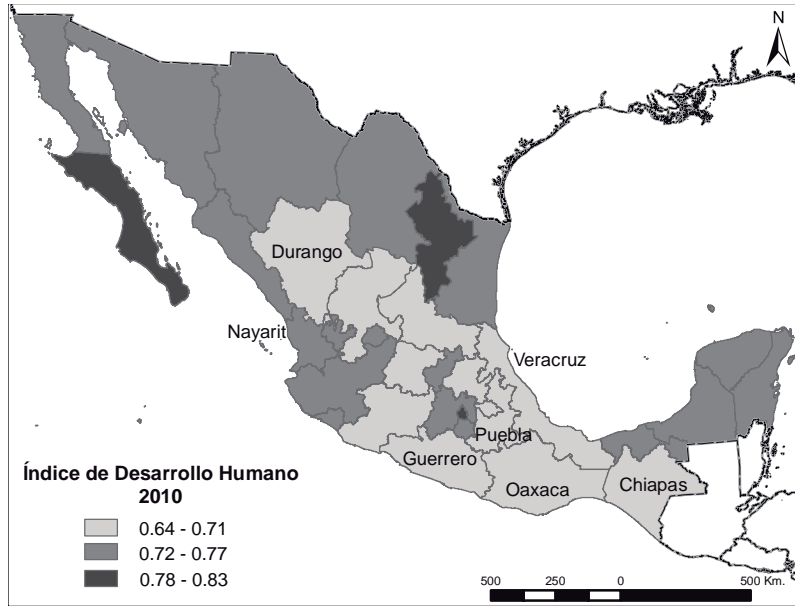 N
Durango
Nayarit
Veracruz
Puebla
Guerrero
Oaxaca
Chiapas
Índice de Desarrollo Humano
2010
0.64 - 0.71
0.72 - 0.77
0.78 - 0.83
500 250 0 500 Km.